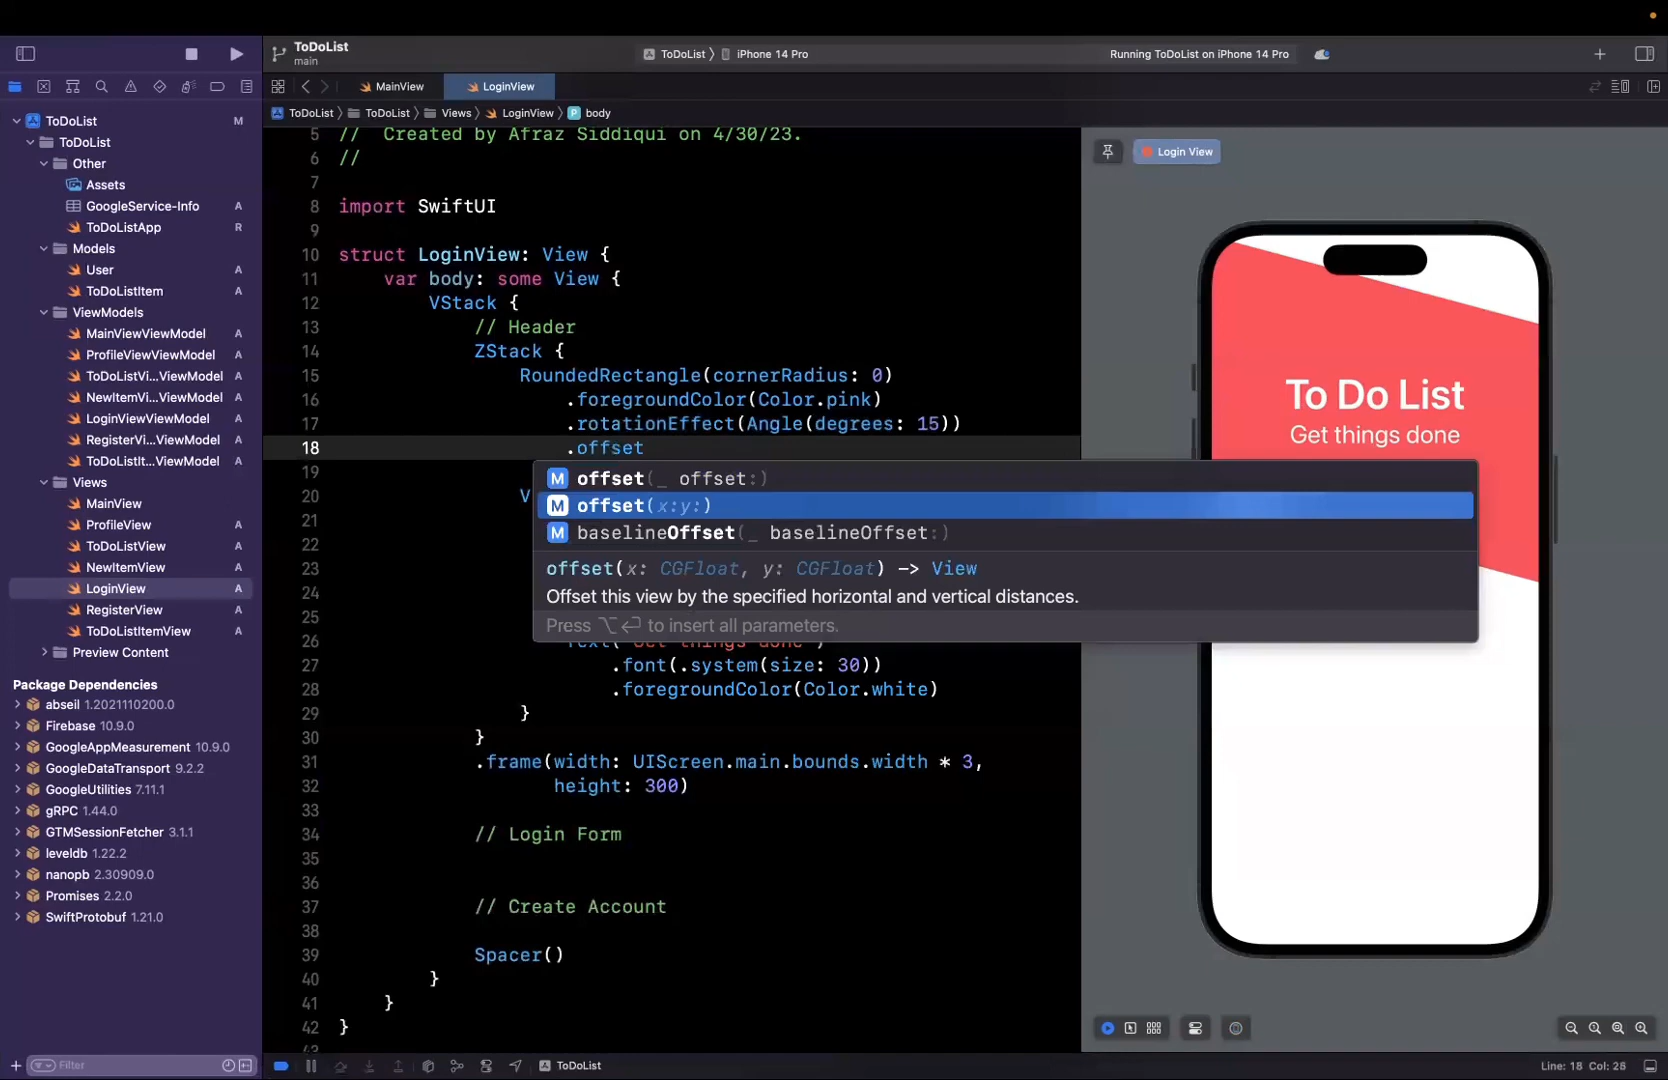 ToDoList
main
ToDoList
iPhone 14 Pro
Running ToDoList on iPhone 14 Pro
MainView
LoginView
ToDoList
ToDoList
Views
LoginView
P body
ToDoList M
ToDoList
Other
Assets
GoogleService-Info A
ToDoListApp R
Models
User A
ToDoListItem A
ViewModels
MainViewViewModel A
ProfileViewViewModel A
ToDoListVi...ViewModel A
NewItemVi...ViewModel A
LoginViewViewModel A
RegisterVi...ViewModel A
ToDoListIt...ViewModel A
Views
MainView A
ProfileView A
ToDoListView A
NewItemView A
LoginView A
RegisterView A
ToDoListItemView A
Preview Content
Package Dependencies
abseil 1.2021110200.0
Firebase 10.9.0
GoogleAppMeasurement 10.9.0
GoogleDataTransport 9.2.2
GoogleUtilities 7.11.1
gRPC 1.44.0
GTMSessionFetcher 3.1.1
leveldb 1.22.2
nanopb 2.30909.0
Promises 2.2.0
SwiftProtobuf 1.21.0
Filter
5 // Created by Afraz Siddiqui on 4/30/23.
6 //
7
8 import SwiftUI
9
10 struct LoginView: View {
11 var body: some View {
12 VStack {
13 // Header
14 ZStack {
15 RoundedRectangle(cornerRadius: 0)
16 .foregroundColor(Color.pink)
17 .rotationEffect(Angle(degrees: 15))
18 .offset
19
20 V
21
22
23
24
25
26 Text("Get things done")
27 .font(.system(size: 30))
28 .foregroundColor(Color.white)
29 }
30 }
31 .frame(width: UIScreen.main.bounds.width * 3,
32 height: 300)
33
34 // Login Form
35
36
37 // Create Account
38
39 Spacer()
40 }
41 }
42 }
M offset(_ offset:)
M offset(x:y:)
M baselineOffset(_ baselineOffset:)
offset(x: CGFloat, y: CGFloat) -> View
Offset this view by the specified horizontal and vertical distances.
Press ⌥⏎ to insert all parameters.
Login View
To Do List
Get things done
ToDoList
Line: 18 Col: 28